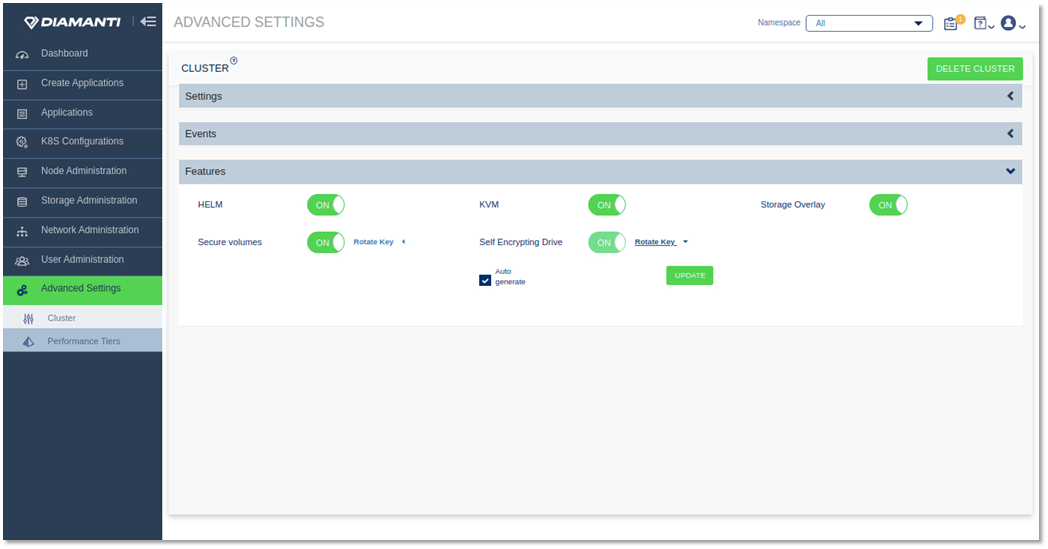 DIAMANTI
ADVANCED SETTINGS
Namespace
All
1
Dashboard
Create Applications
Applications
K8S Configurations
Node Administration
Storage Administration
Network Administration
User Administration
Advanced Settings
Cluster
Performance Tiers
CLUSTER ?
DELETE CLUSTER
Settings
Events
Features
HELM ON
KVM ON
Storage Overlay ON
Secure volumes ON Rotate Key
Self Encrypting Drive ON Rotate Key
Auto
generate
UPDATE